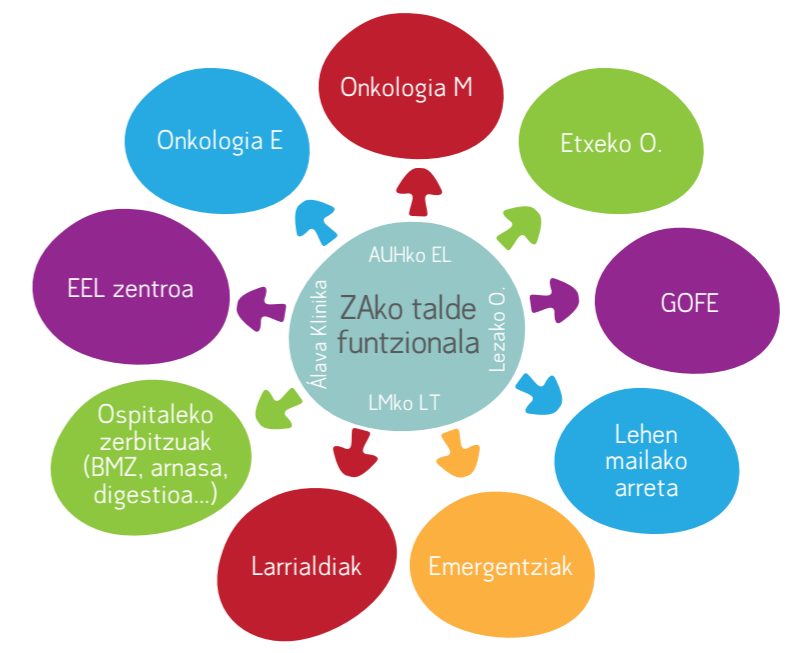 Onkologia M
Onkologia E
Etxeko O.
AUHko EL
EEL zentroa
Álava Klinika
ZAko talde
funtzionala
Lezako O.
GOFE
LMko LT
Ospitaleko
zerbitzuak
(BMZ, arnasa,
digestioa...)
Lehen
mailako
arreta
Larrialdiak
Emergentziak